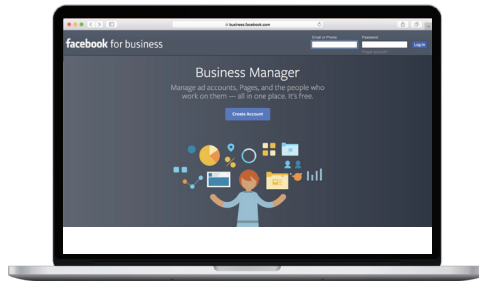 business.facebook.com
facebook for business
Email or Phone
Password
Log In
Forgot account?
Business Manager
Manage ad accounts, Pages, and the people who
work on them — all in one place. It's free.
Create Account